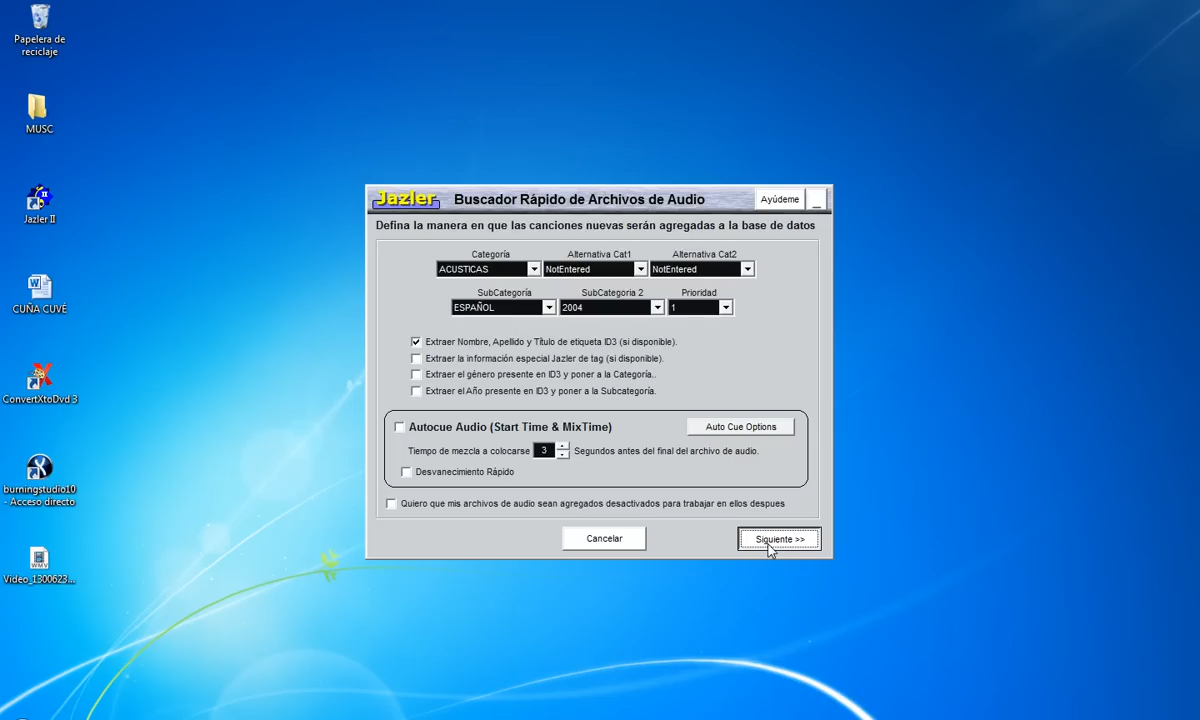 Papelera de
reciclaje
MUSC
Jazler II
CUÑA CUVÉ
ConvertXtoDvd 3
burningstudio10
- Acceso directo
WMV
Video_1300623...
Jazler Buscador Rápido de Archivos de Audio Ayúdeme _
Defina la manera en que las canciones nuevas serán agregadas a la base de datos
Categoría Alternativa Cat1 Alternativa Cat2
ACUSTICAS NotEntered NotEntered
SubCategoría SubCategoria 2 Prioridad
ESPAÑOL 2004 1
Extraer Nombre, Apellido y Título de etiqueta ID3 (si disponible).
Extraer la información especial Jazler de tag (si disponible).
Extraer el género presente en ID3 y poner a la Categoría..
Extraer el Año presente en ID3 y poner a la Subcategoría.
Autocue Audio (Start Time & MixTime) Auto Cue Options
Tiempo de mezcla a colocarse 3 Segundos antes del final del archivo de audio.
Desvanecimiento Rápido
Quiero que mis archivos de audio sean agregados desactivados para trabajar en ellos despues
Cancelar Siguiente >>